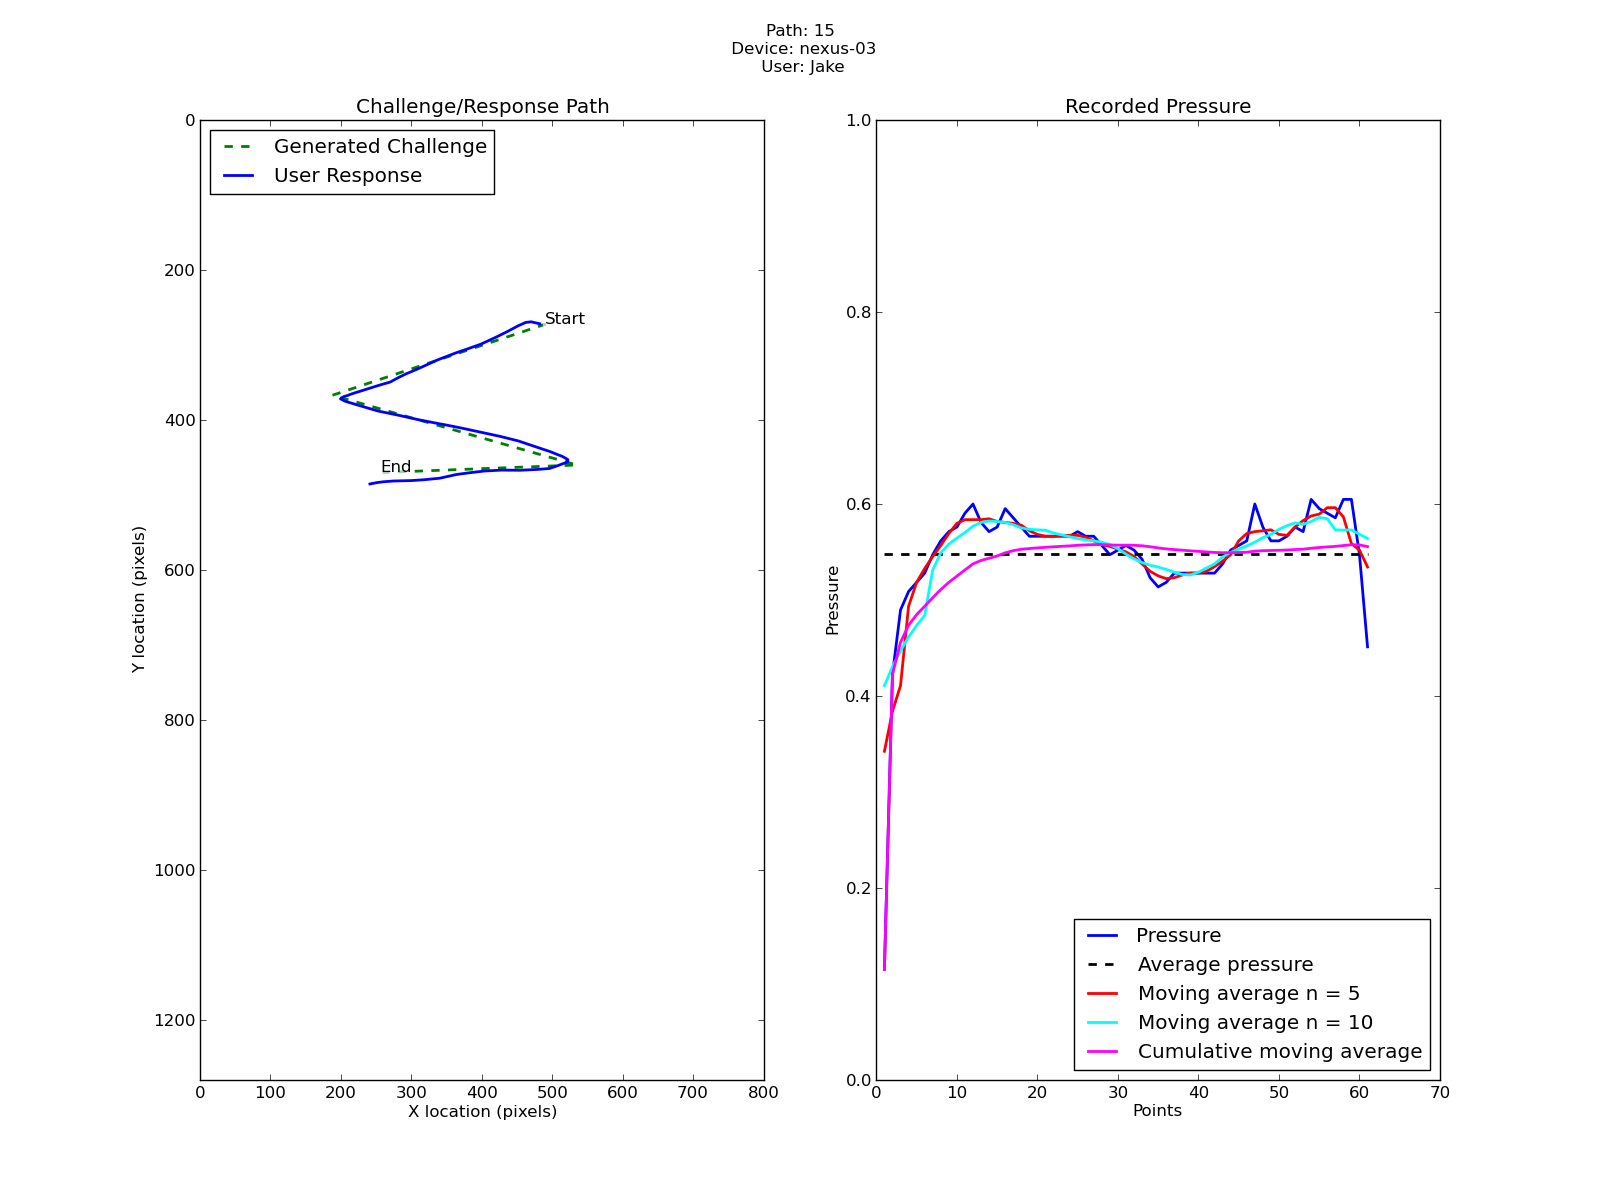 Path: 15
Device: nexus-03
User: Jake
Challenge/Response Path
0
200
400
600
800
1000
1200
Y location (pixels)
Generated Challenge
User Response
Start
End
0 100 200 300 400 500 600 700 800
X location (pixels)
Recorded Pressure
1.0
0.8
0.6
0.4
0.2
0.0
Pressure
Pressure
Average pressure
Moving average n = 5
Moving average n = 10
Cumulative moving average
0 10 20 30 40 50 60 70
Points